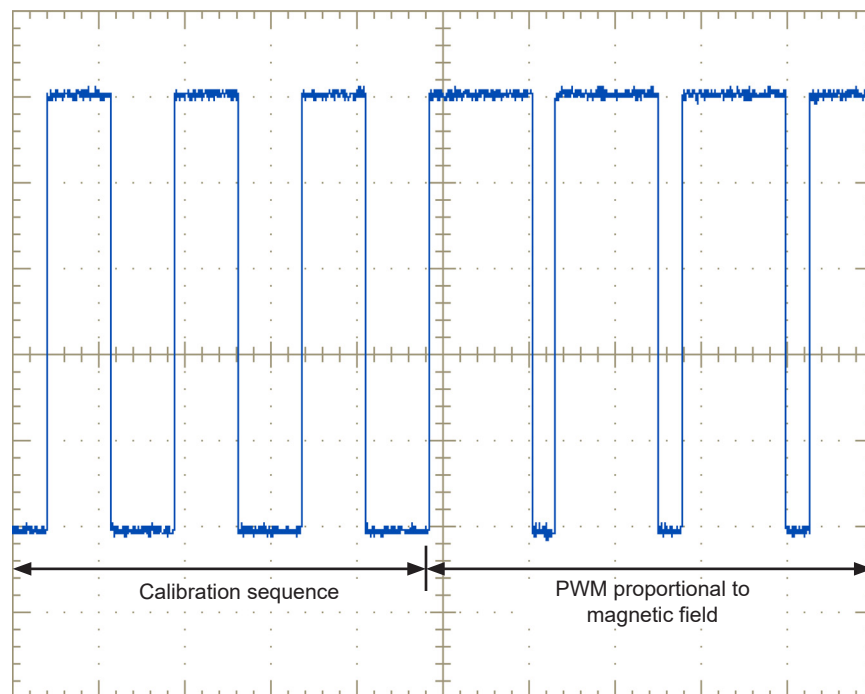 Calibration sequence
PWM proportional to
magnetic field